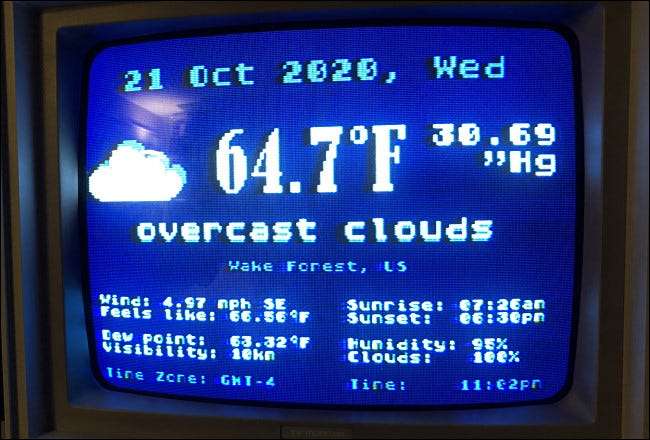 21 Oct 2020, Wed
64.7°F
30.69
"Hg
overcast clouds
Wake Forest, US
Wind: 4.97 mph SE
Feels like: 66.56°F
Sunrise: 07:26am
Sunset: 06:30pm
Dew point: 63.32°F
Visibility: 10km
Humidity: 95%
Clouds: 100%
Time Zone: GMT-4
Time: 11:02pm